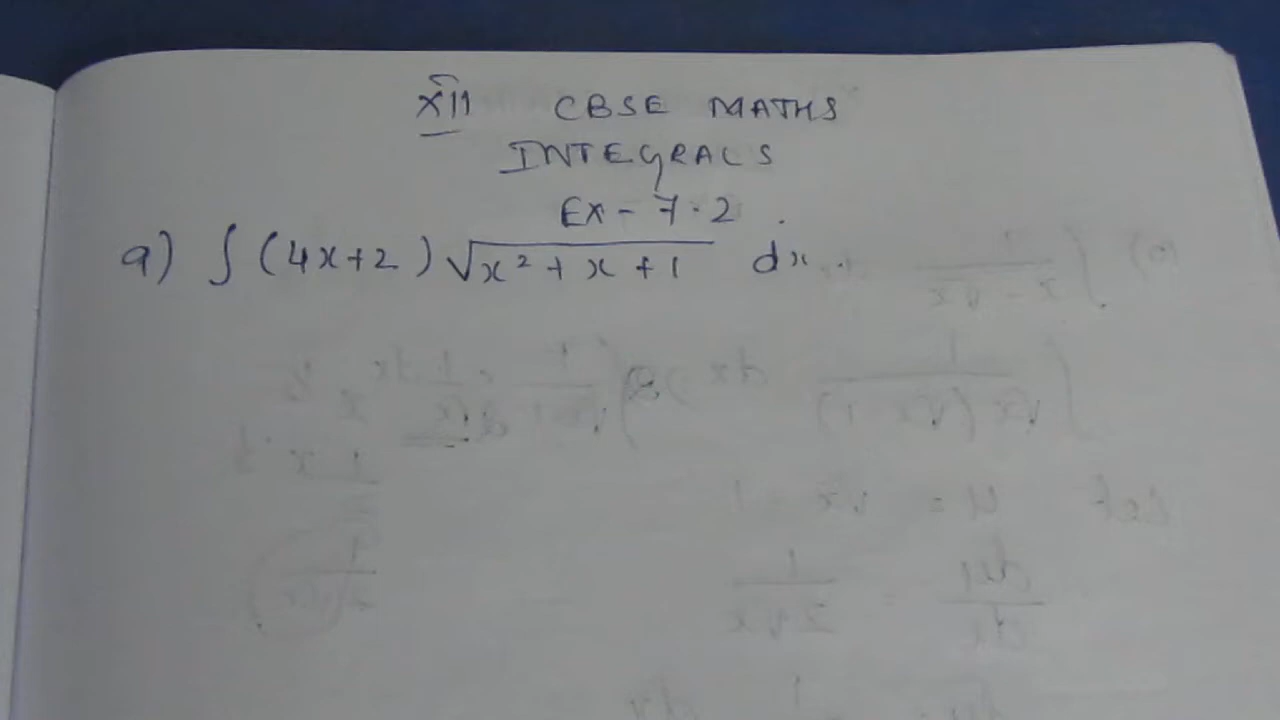 XII CBSE MATHS
INTEGRALS
Ex - 7.2
9) ∫ (4x+2) √x² + x + 1 dx.